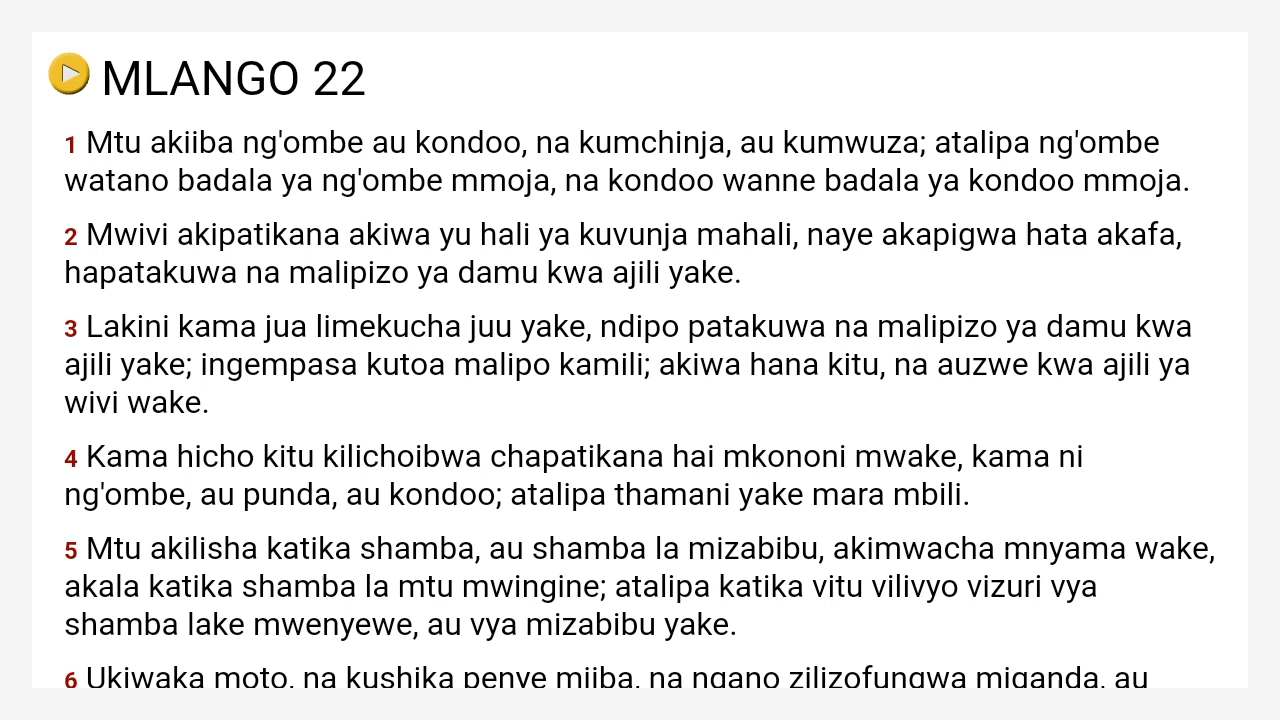 MLANGO 22
1 Mtu akiiba ng'ombe au kondoo, na kumchinja, au kumwuza; atalipa ng'ombe
watano badala ya ng'ombe mmoja, na kondoo wanne badala ya kondoo mmoja.
2 Mwivi akipatikana akiwa yu hali ya kuvunja mahali, naye akapigwa hata akafa,
hapatakuwa na malipizo ya damu kwa ajili yake.
3 Lakini kama jua limekucha juu yake, ndipo patakuwa na malipizo ya damu kwa
ajili yake; ingempasa kutoa malipo kamili; akiwa hana kitu, na auzwe kwa ajili ya
wivi wake.
4 Kama hicho kitu kilichoibwa chapatikana hai mkononi mwake, kama ni
ng'ombe, au punda, au kondoo; atalipa thamani yake mara mbili.
5 Mtu akilisha katika shamba, au shamba la mizabibu, akimwacha mnyama wake,
akala katika shamba la mtu mwingine; atalipa katika vitu vilivyo vizuri vya
shamba lake mwenyewe, au vya mizabibu yake.
6 Ukiwaka moto, na kushika penye miiba, na ngano zilizofungwa miganda, au